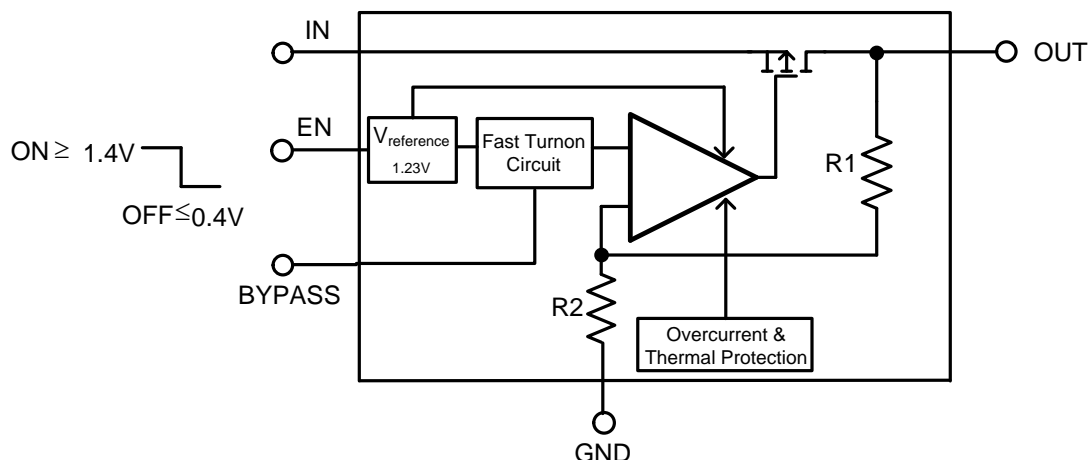 IN
OUT
EN
Vreference
1.23V
Fast Turnon
Circuit
ON ≥ 1.4V
OFF ≤0.4V
R1
BYPASS
R2
Overcurrent &
Thermal Protection
GND